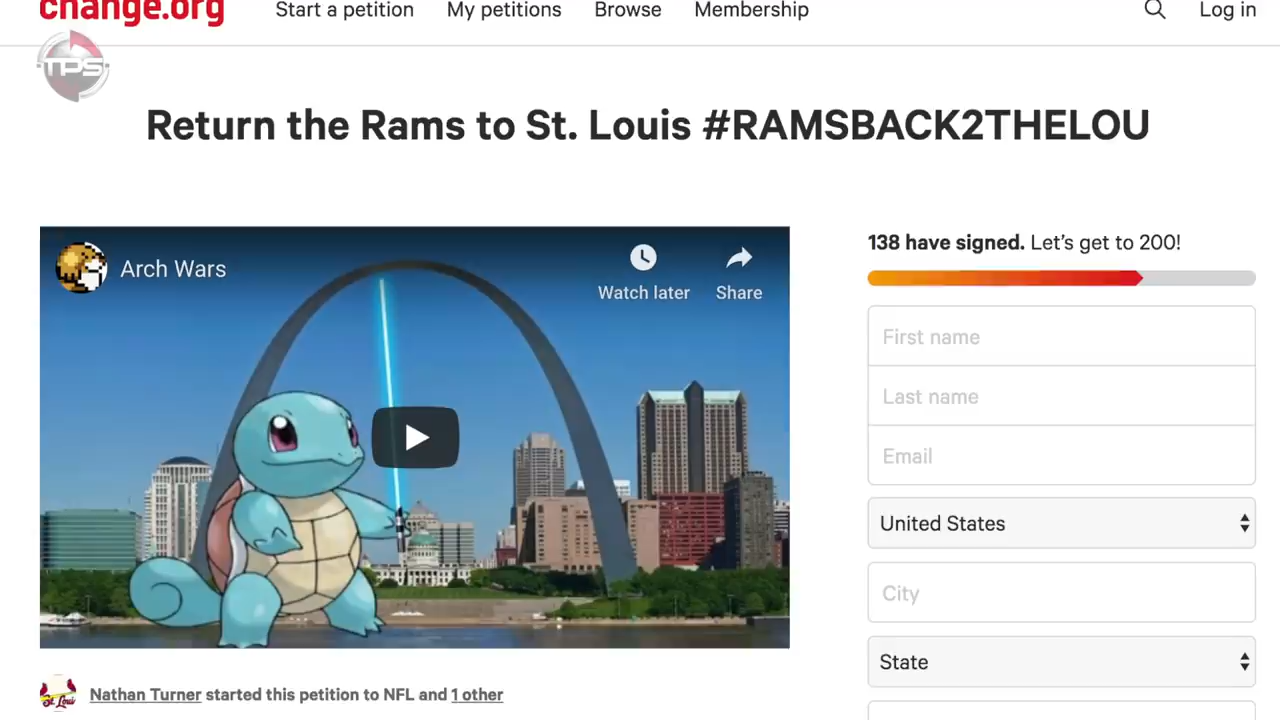 change.org
Start a petition
My petitions
Browse
Membership
Log in
TPS
Return the Rams to St. Louis #RAMSBACK2THELOU
Arch Wars
Watch later
Share
138 have signed. Let's get to 200!
First name
Last name
Email
United States
City
State
St. Louis
Nathan Turner started this petition to NFL and 1 other